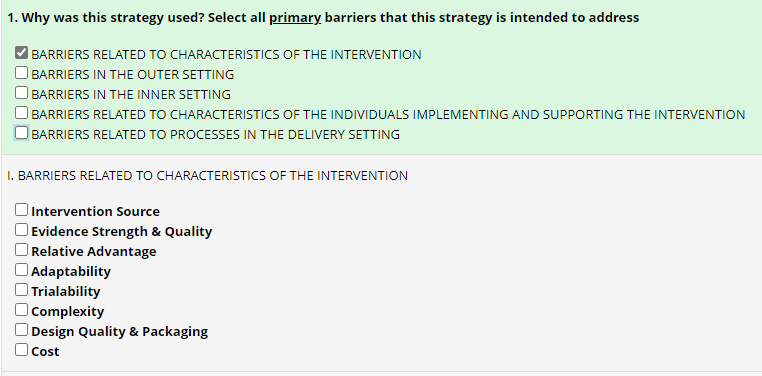 1. Why was this strategy used? Select all primary barriers that this strategy is intended to address
BARRIERS RELATED TO CHARACTERISTICS OF THE INTERVENTION
BARRIERS IN THE OUTER SETTING
BARRIERS IN THE INNER SETTING
BARRIERS RELATED TO CHARACTERISTICS OF THE INDIVIDUALS IMPLEMENTING AND SUPPORTING THE INTERVENTION
BARRIERS RELATED TO PROCESSES IN THE DELIVERY SETTING
I. BARRIERS RELATED TO CHARACTERISTICS OF THE INTERVENTION
Intervention Source
Evidence Strength & Quality
Relative Advantage
Adaptability
Trialability
Complexity
Design Quality & Packaging
Cost